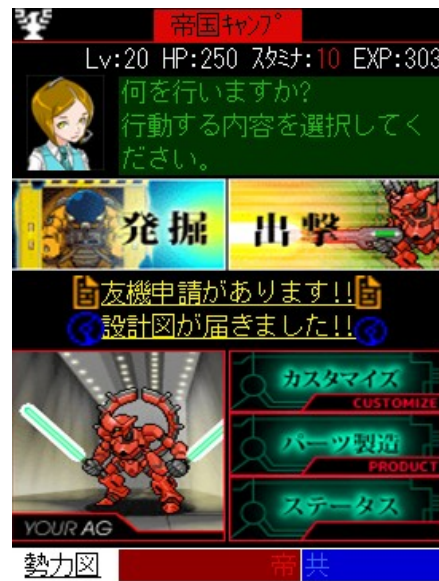 帝国ｷｬﾝﾌﾟ
Lv:20 HP:250 ｽﾀﾐﾅ:10 EXP:303
何を行いますか?
行動する内容を選択してく
ださい。
発掘 出撃
友機申請があります!!
設計図が届きました!!
カスタマイズ
CUSTOMIZE
パーツ製造
PRODUCT
ステータス
YOUR AG
勢力図 帝 共